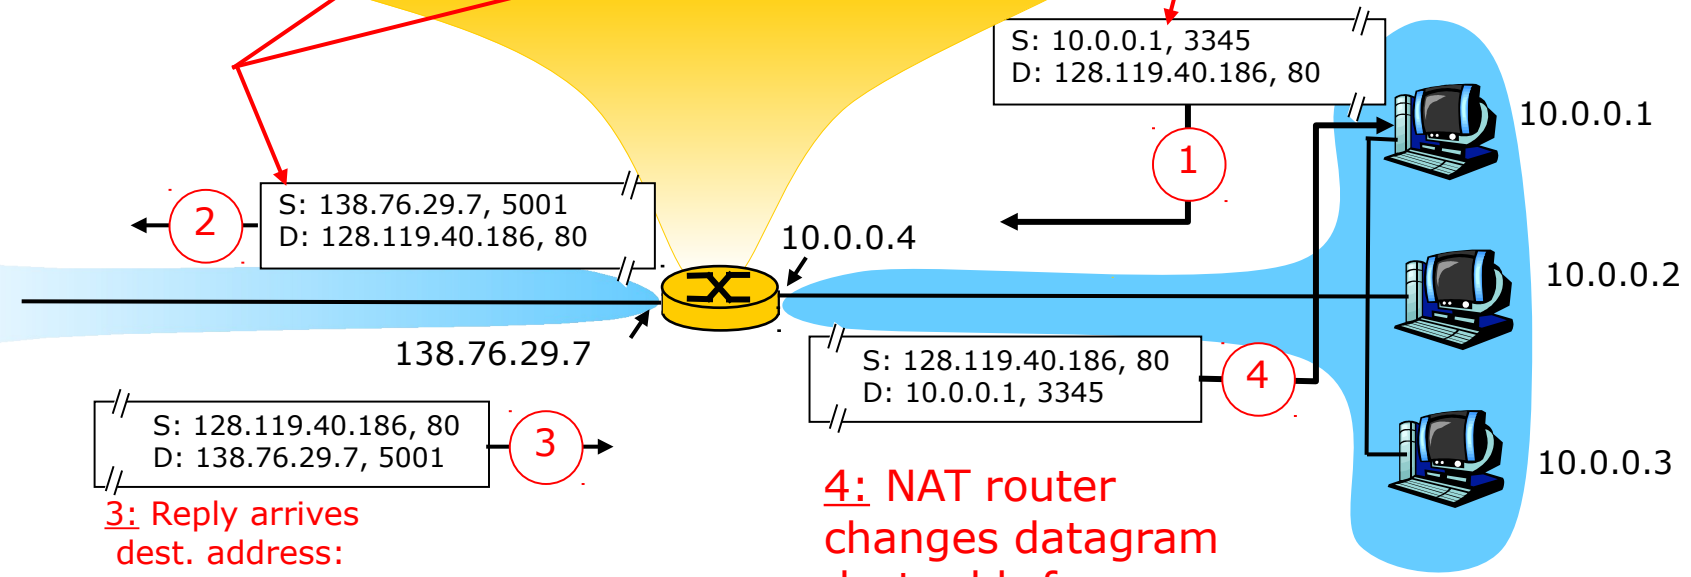 S: 10.0.0.1, 3345
D: 128.119.40.186, 80
10.0.0.1
1
S: 138.76.29.7, 5001
D: 128.119.40.186, 80
2
10.0.0.4
10.0.0.2
138.76.29.7
S: 128.119.40.186, 80
D: 10.0.0.1, 3345
4
S: 128.119.40.186, 80
D: 138.76.29.7, 5001
3
10.0.0.3
3: Reply arrives
dest. address:
4: NAT router
changes datagram